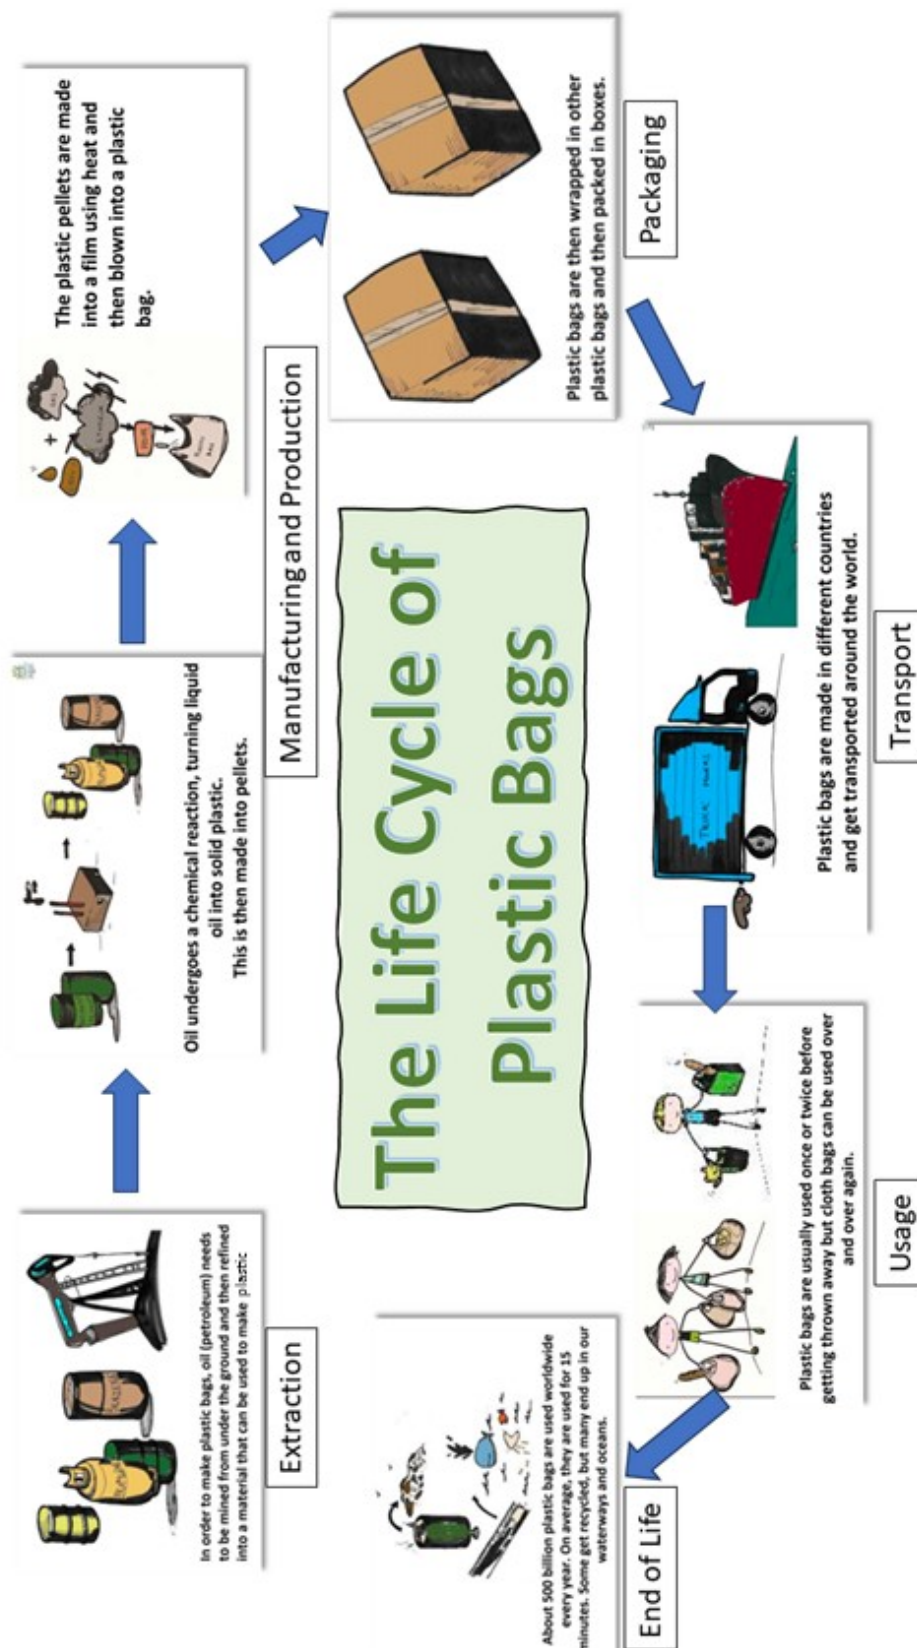 The Life Cycle of
Plastic Bags
In order to make plastic bags, oil (petroleum) needs
to be mined from under the ground and then refined
into a material that can be used to make plastic
Extraction
Oil undergoes a chemical reaction, turning liquid
oil into solid plastic.
This is then made into pellets.
The plastic pellets are made
into a film using heat and
then blown into a plastic
bag.
Manufacturing and Production
Plastic bags are then wrapped in other
plastic bags and then packed in boxes.
Packaging
Plastic bags are made in different countries
and get transported around the world.
Transport
Plastic bags are usually used once or twice before
getting thrown away but cloth bags can be used over
and over again.
Usage
About 500 billion plastic bags are used worldwide
every year. On average, they are used for 15
minutes. Some get recycled, but many end up in our
waterways and oceans.
End of Life